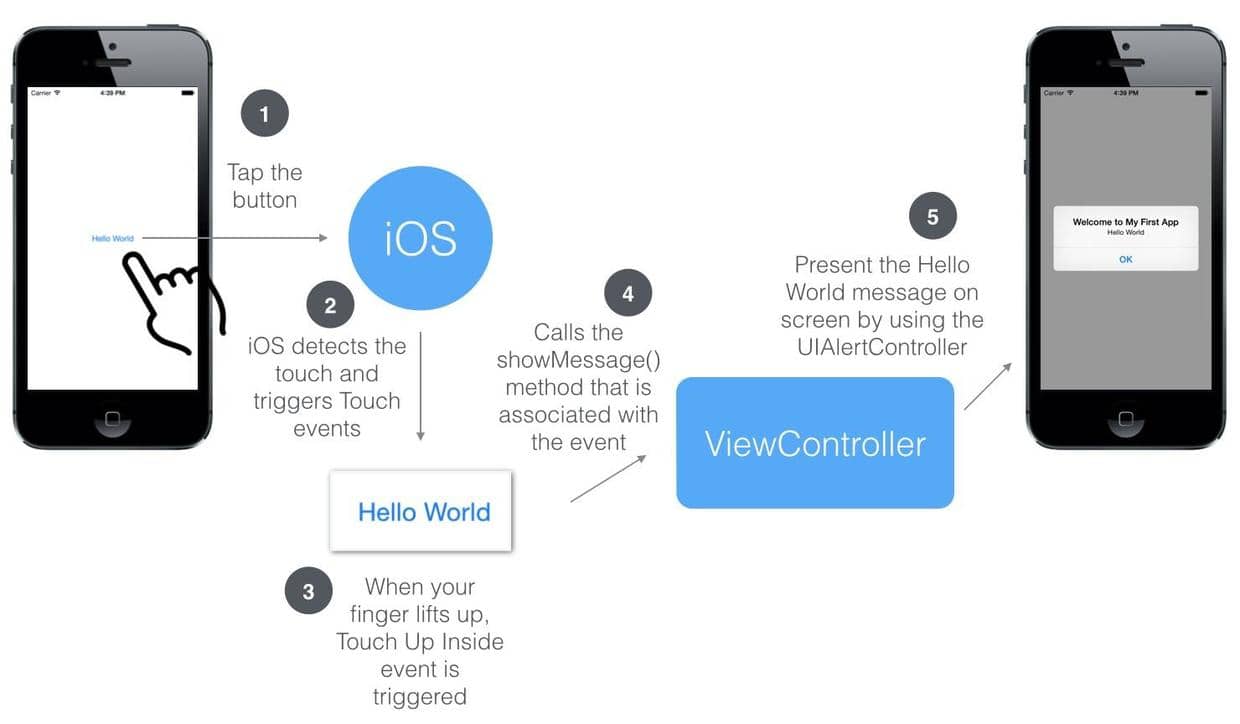 Carrier 4:39 PM
Hello World
1
Tap the
button
iOS
2
iOS detects the
touch and
triggers Touch
events
Hello World
3
When your
finger lifts up,
Touch Up Inside
event is
triggered
4
Calls the
showMessage()
method that is
associated with
the event
ViewController
5
Present the Hello
World message on
screen by using the
UIAlertController
Carrier 4:39 PM
Welcome to My First App
Hello World
OK